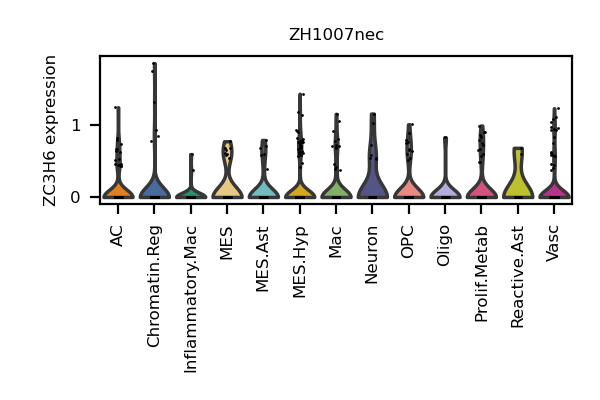 ZH1007nec
ZC3H6 expression
1
0
AC
Chromatin.Reg
Inflammatory.Mac
MES
MES.Ast
MES.Hyp
Mac
Neuron
OPC
Oligo
Prolif.Metab
Reactive.Ast
Vasc